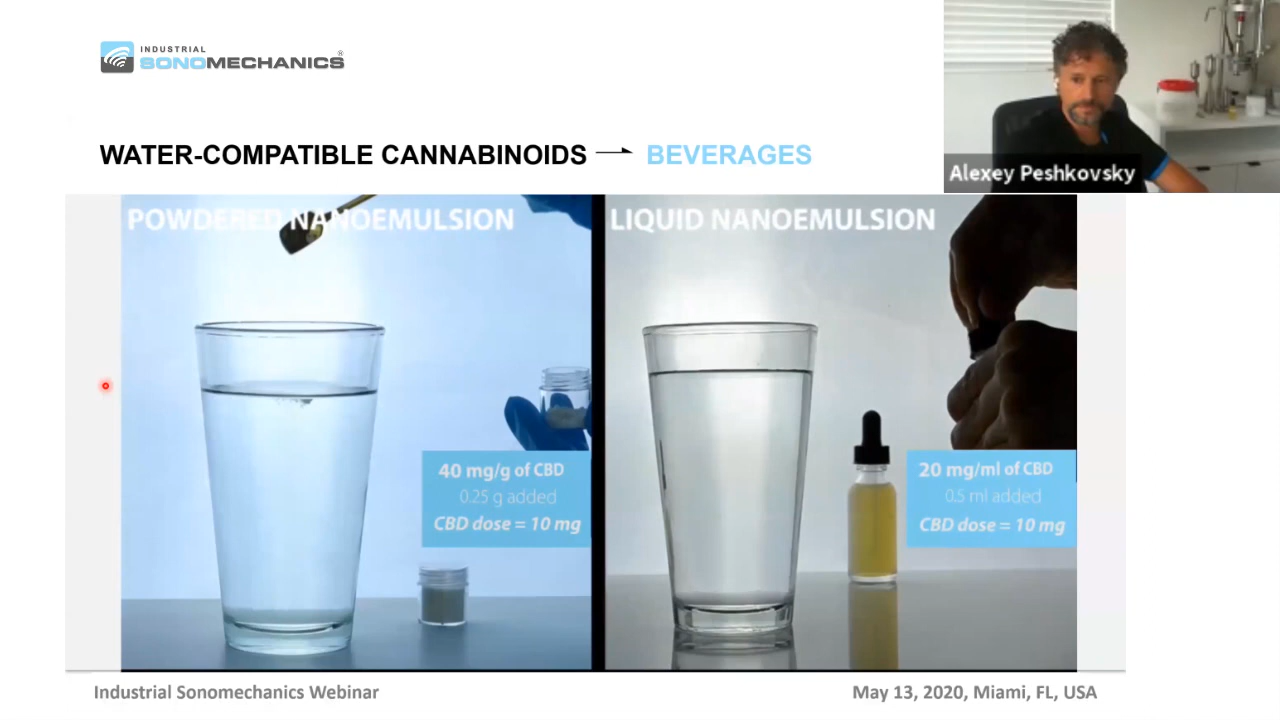 INDUSTRIAL
SONOMECHANICS®
Alexey Peshkovsky
WATER-COMPATIBLE CANNABINOIDS → BEVERAGES
POWDERED NANOEMULSION
40 mg/g of CBD
0.25 g added
CBD dose = 10 mg
LIQUID NANOEMULSION
20 mg/ml of CBD
0.5 ml added
CBD dose = 10 mg
Industrial Sonomechanics Webinar
May 13, 2020, Miami, FL, USA